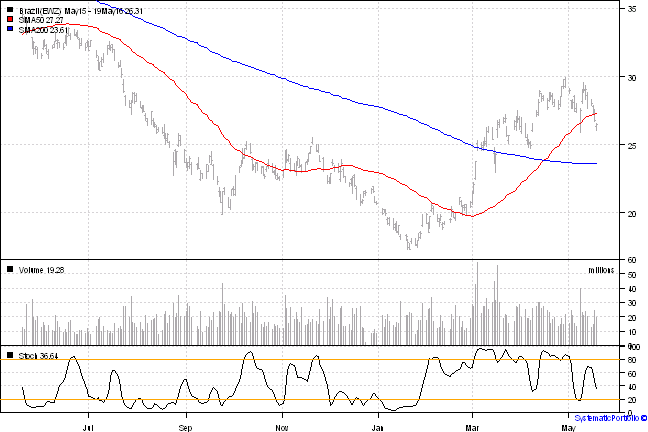 Brazil(EWZ) May15 - 19May16 26.31
SMA50 27.27
SMA200 23.61
35
30
25
20
Volume 19.28
millions
60
50
40
30
20
10
0
Stoch 36.64
100
80
60
40
20
0
Jul Sep Nov Jan Mar May
SystematicPortfolio ©